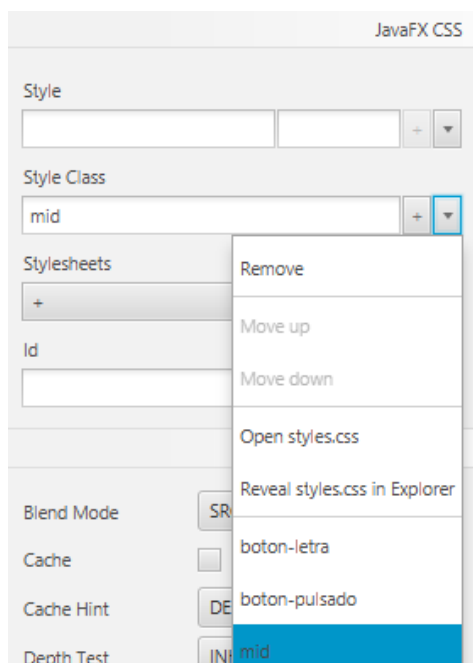 JavaFX CSS
Style
+
Style Class
mid
+
Stylesheets
+
Id
Remove
Move up
Move down
Open styles.css
Reveal styles.css in Explorer
boton-letra
boton-pulsado
mid
Blend Mode
SR
Cache
Cache Hint
DE
Depth Test